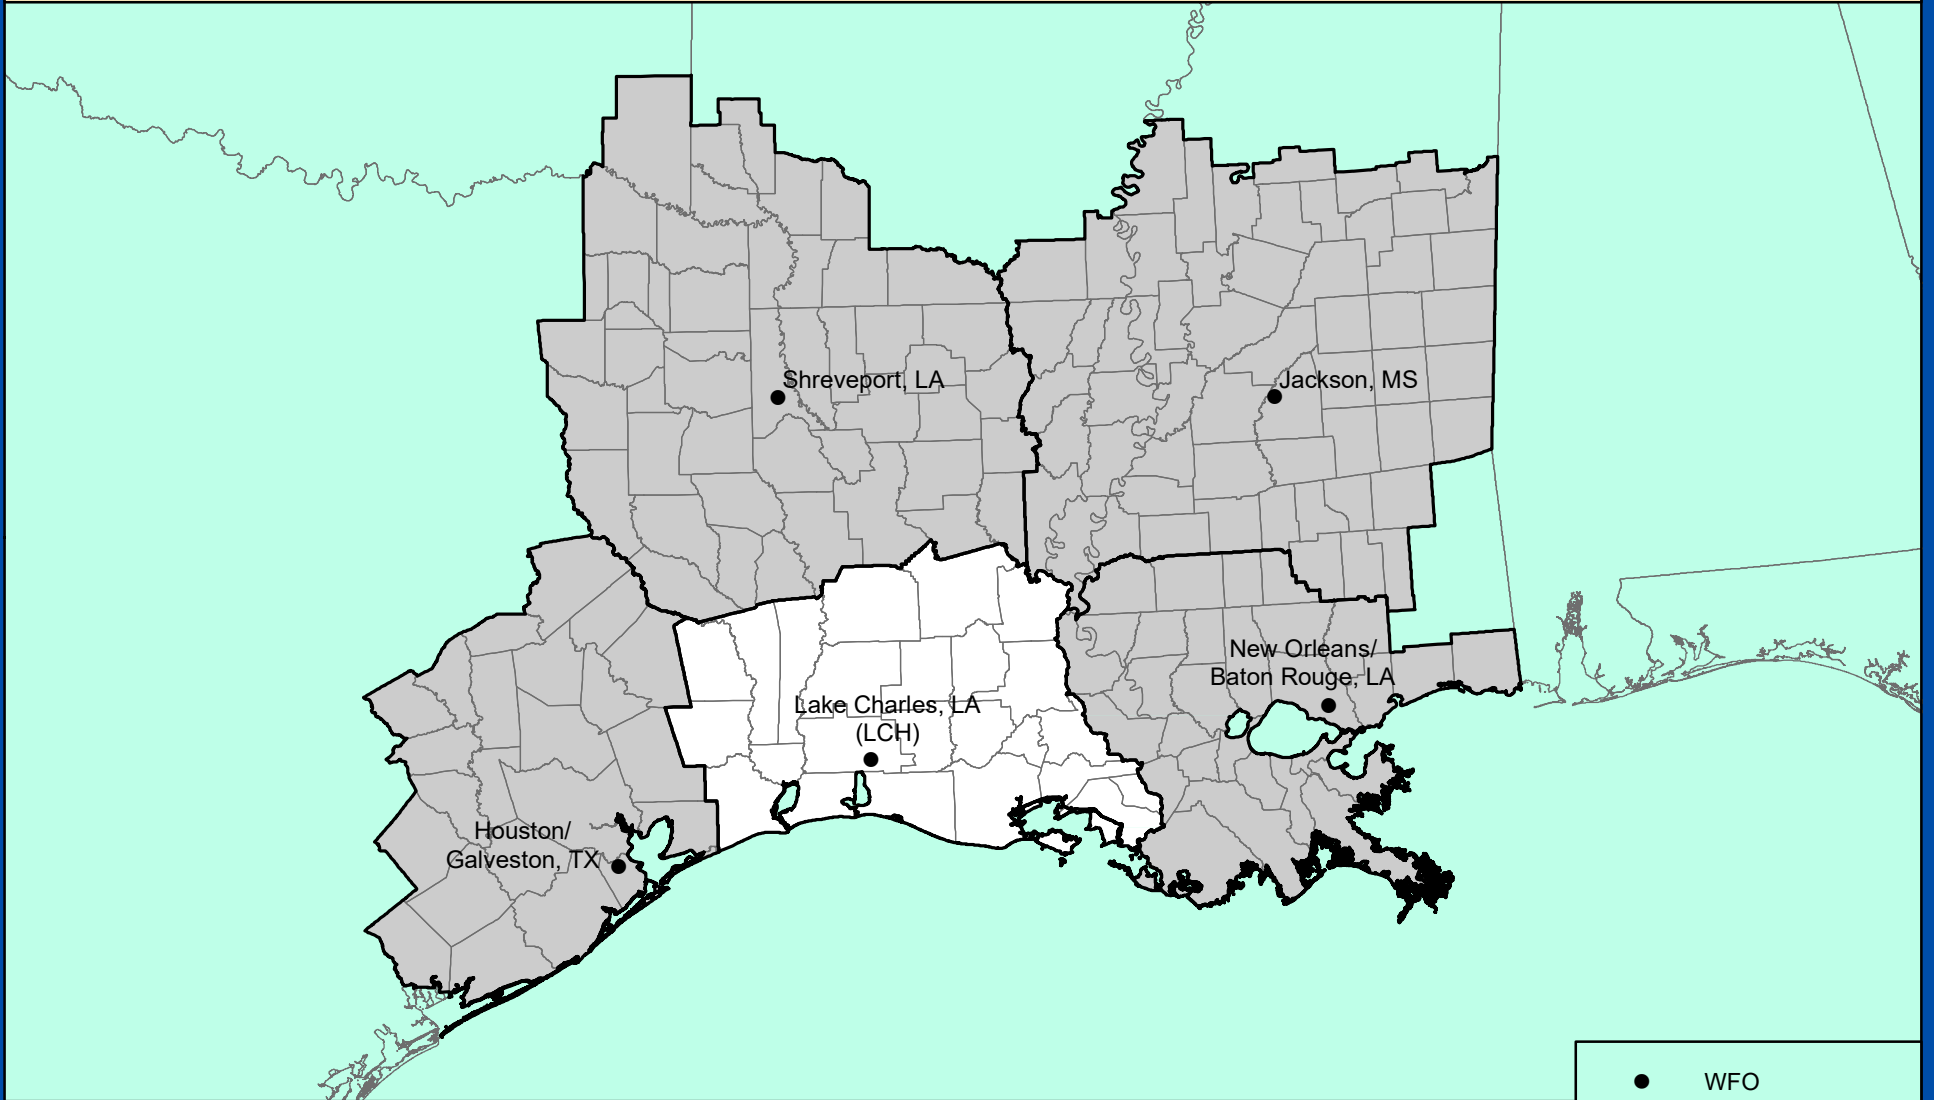 Shreveport, LA
Jackson, MS
New Orleans/
Baton Rouge, LA
Lake Charles, LA
(LCH)
Houston/
Galveston, TX
WFO